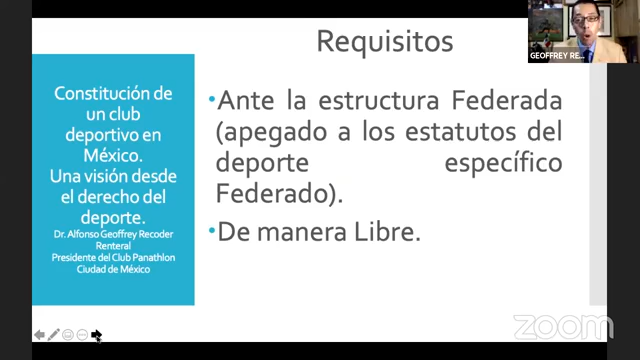 GEOFFREY RE...
Requisitos
Constitución de
un club
deportivo en
México.
Una visión desde
el derecho del
deporte.
Dr. Alfonso Geoffrey Recoder
Renteral
Presidente del Club Panathlon
Ciudad de México
•Ante la estructura Federada
(apegado a los estatutos del
deporte específico
Federado).
•De manera Libre.
zoom